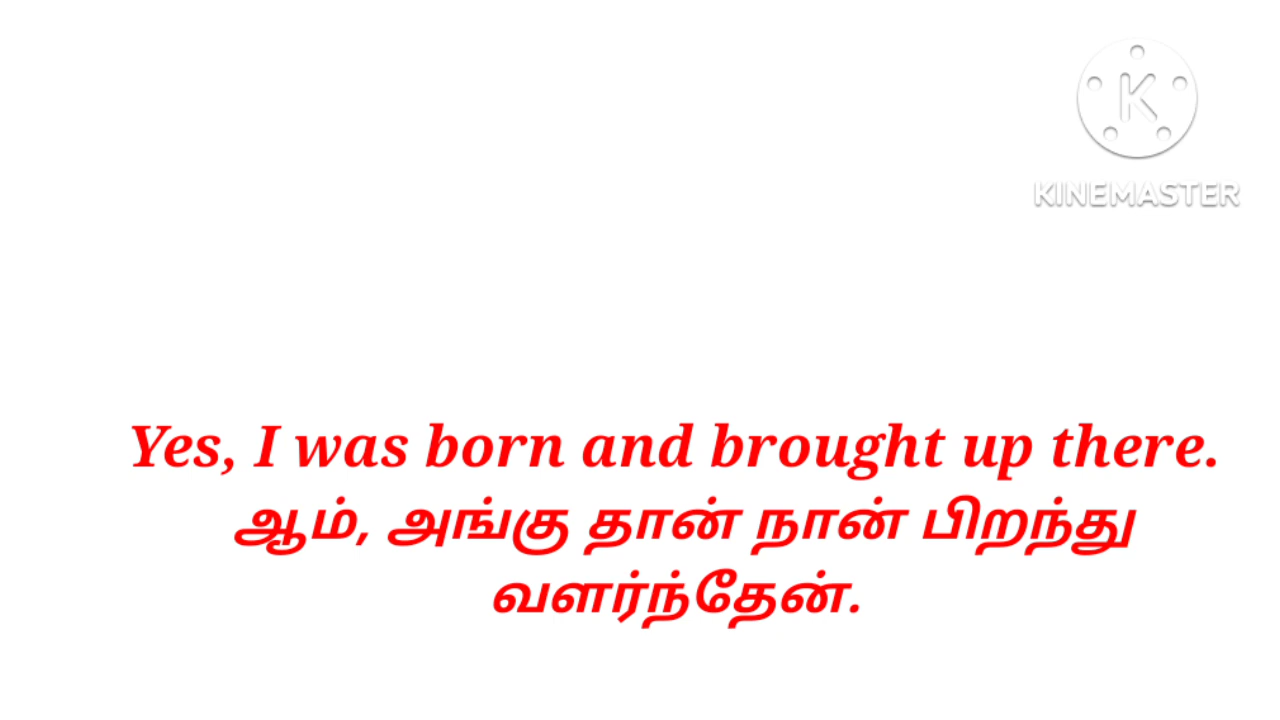 KINEMASTER
Yes, I was born and brought up there.
ஆம், அங்கு தான் நான் பிறந்து
வளர்ந்தேன்.